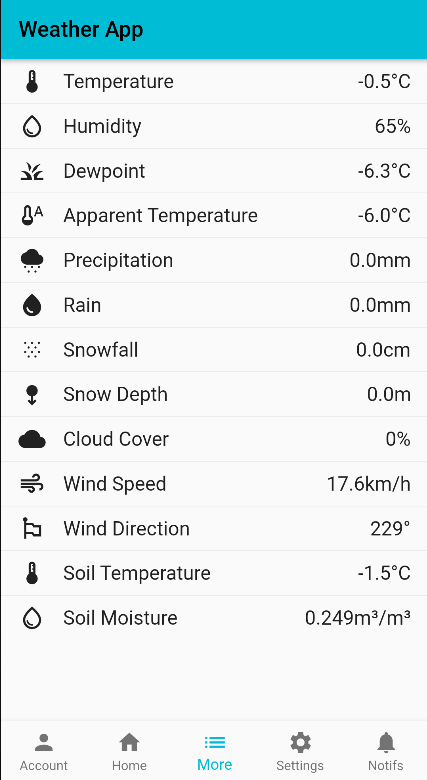 Weather App
Temperature -0.5°C
Humidity 65%
Dewpoint -6.3°C
A Apparent Temperature -6.0°C
Precipitation 0.0mm
Rain 0.0mm
Snowfall 0.0cm
Snow Depth 0.0m
Cloud Cover 0%
Wind Speed 17.6km/h
Wind Direction 229°
Soil Temperature -1.5°C
Soil Moisture 0.249m³/m³
Account Home More Settings Notifs